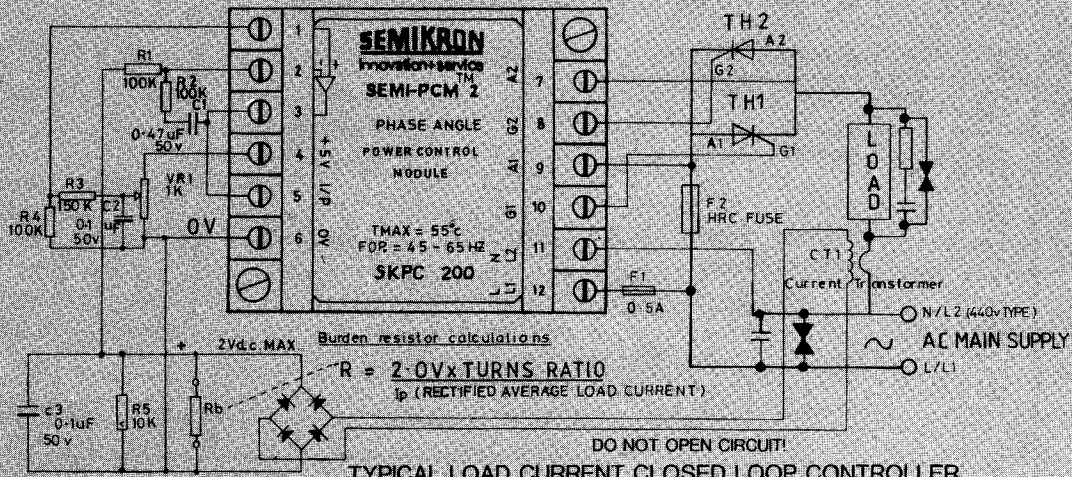 1
2
3
4
5
6
+
-
+5V
I/P
0V
-
SEMIKRON
innovation+service
SEMI-PCM™ 2
PHASE ANGLE
POWER CONTROL
MODULE
TMAX = 55°c
FOR = 45 - 65 HZ
SKPC 200
A2
G2
A1
G1
N L2
L L1
7
8
9
10
11
12
R1
100K
R2
100K
C1
0·47uF
50v
VR1
1K
R3
150K
C2
0·1
uF
50v
R4
100K
0V
TH2
A2
G2
TH1
A1
G1
F2
HRC FUSE
F1
0·5A
LOAD
CT1
Current Transformer
N/L2 (440v TYPE)
AC MAIN SUPPLY
L/L1
+
2Vd.c. MAX
c3
0·1uF
50v
R5
10K
Rb
Burden resistor calculations
R = 2·0V x TURNS RATIO
Ip (RECTIFIED AVERAGE LOAD CURRENT)
DO NOT OPEN CIRCUIT!
TYPICAL LOAD CURRENT CLOSED LOOP CONTROLLER